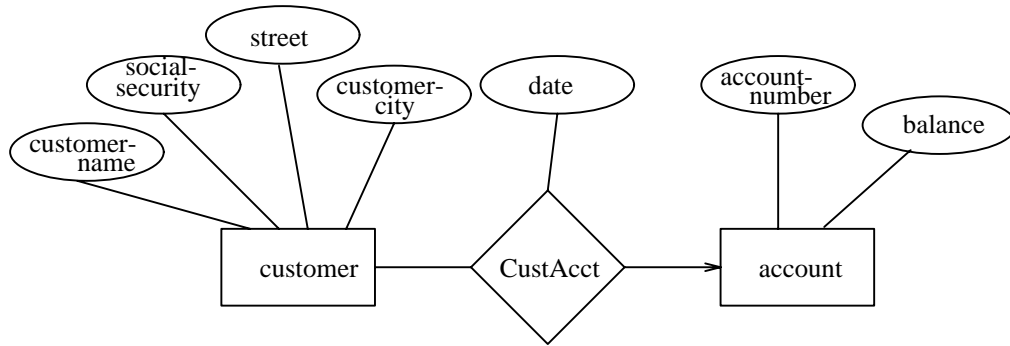 street
social-
security
customer-
city
date
account-
number
customer-
name
balance
customer
CustAcct
account